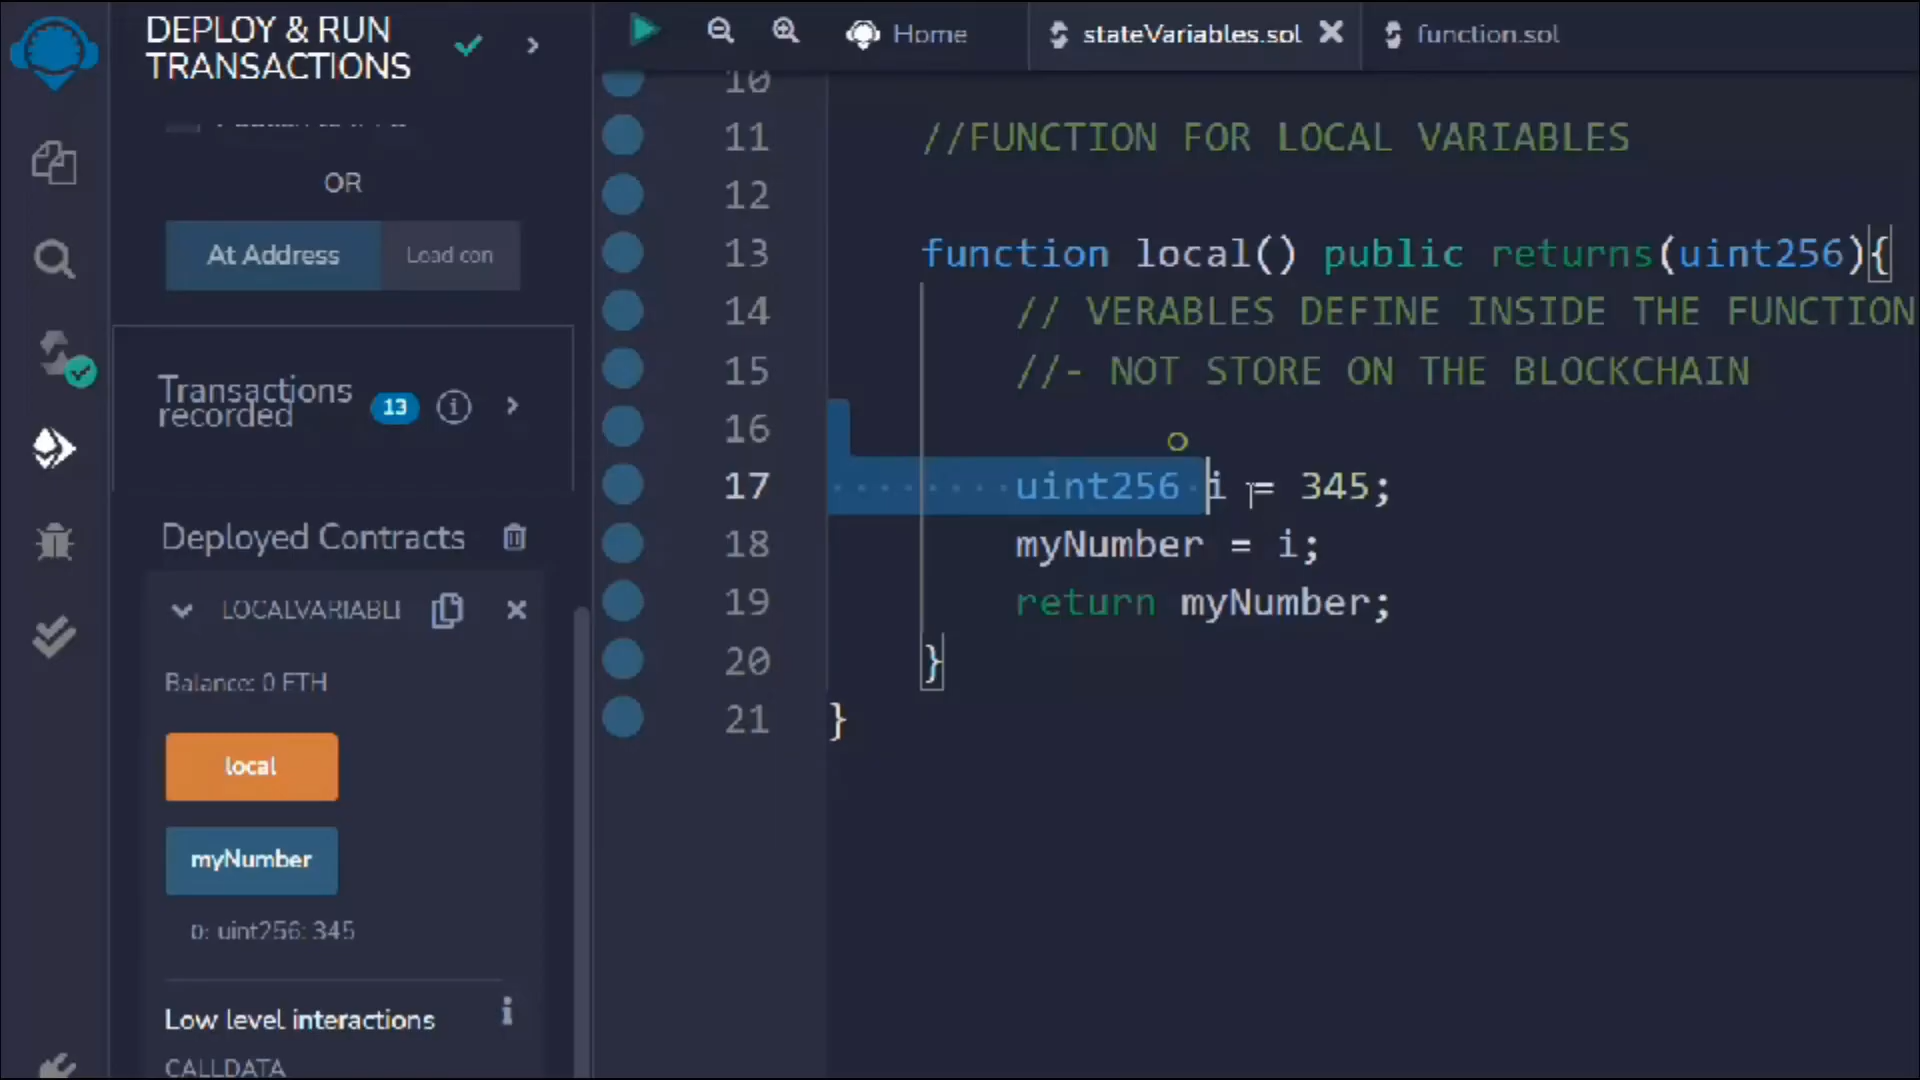 DEPLOY & RUN
TRANSACTIONS
OR
At Address
Load con
Transactions
recorded
13
Deployed Contracts
LOCALVARIABLE
Balance: 0 ETH
local
myNumber
0: uint256: 345
Low level interactions
CALLDATA
Home
stateVariables.sol
function.sol
10
11 //FUNCTION FOR LOCAL VARIABLES
12
13 function local() public returns(uint256){
14 // VERABLES DEFINE INSIDE THE FUNCTION
15 //- NOT STORE ON THE BLOCKCHAIN
16
17 uint256 i = 345;
18 myNumber = i;
19 return myNumber;
20 }
21 }